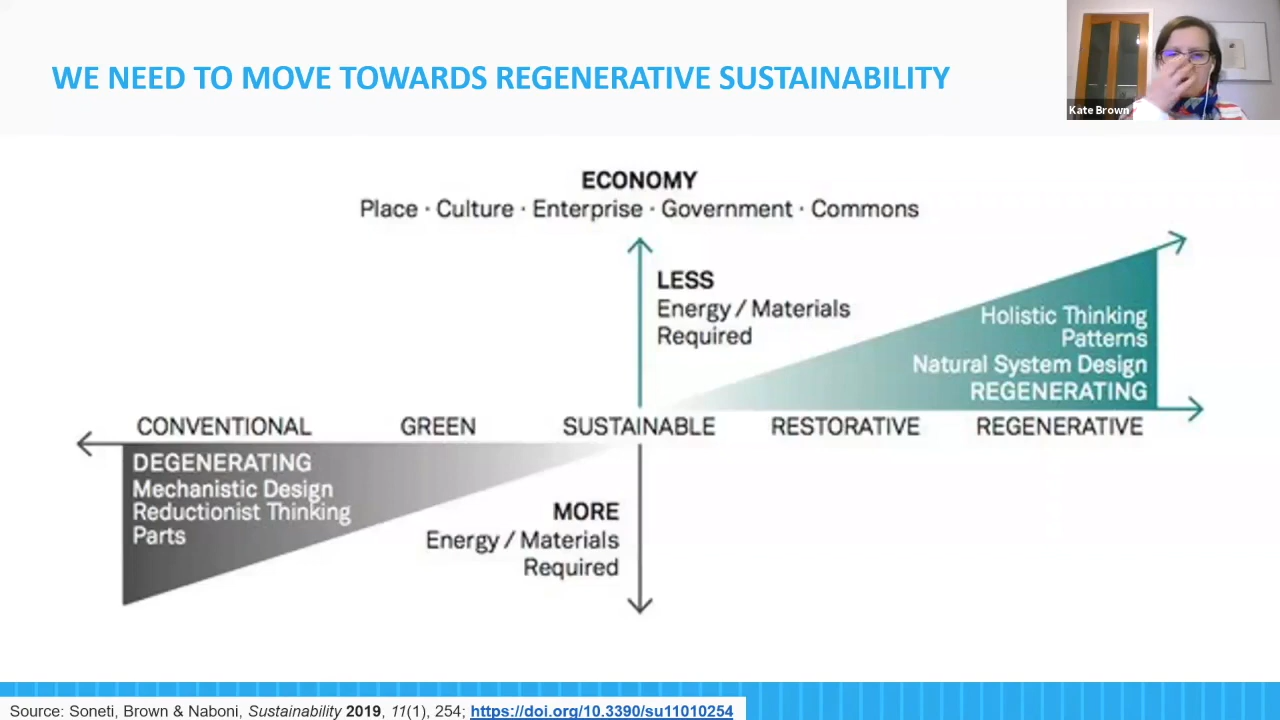 WE NEED TO MOVE TOWARDS REGENERATIVE SUSTAINABILITY
Kate Brown
ECONOMY
Place · Culture · Enterprise · Government · Commons
LESS
Energy / Materials
Required
Holistic Thinking
Patterns
Natural System Design
REGENERATING
CONVENTIONAL GREEN SUSTAINABLE RESTORATIVE REGENERATIVE
DEGENERATING
Mechanistic Design
Reductionist Thinking
Parts
MORE
Energy / Materials
Required
Source: Soneti, Brown & Naboni, Sustainability 2019, 11(1), 254; https://doi.org/10.3390/su11010254